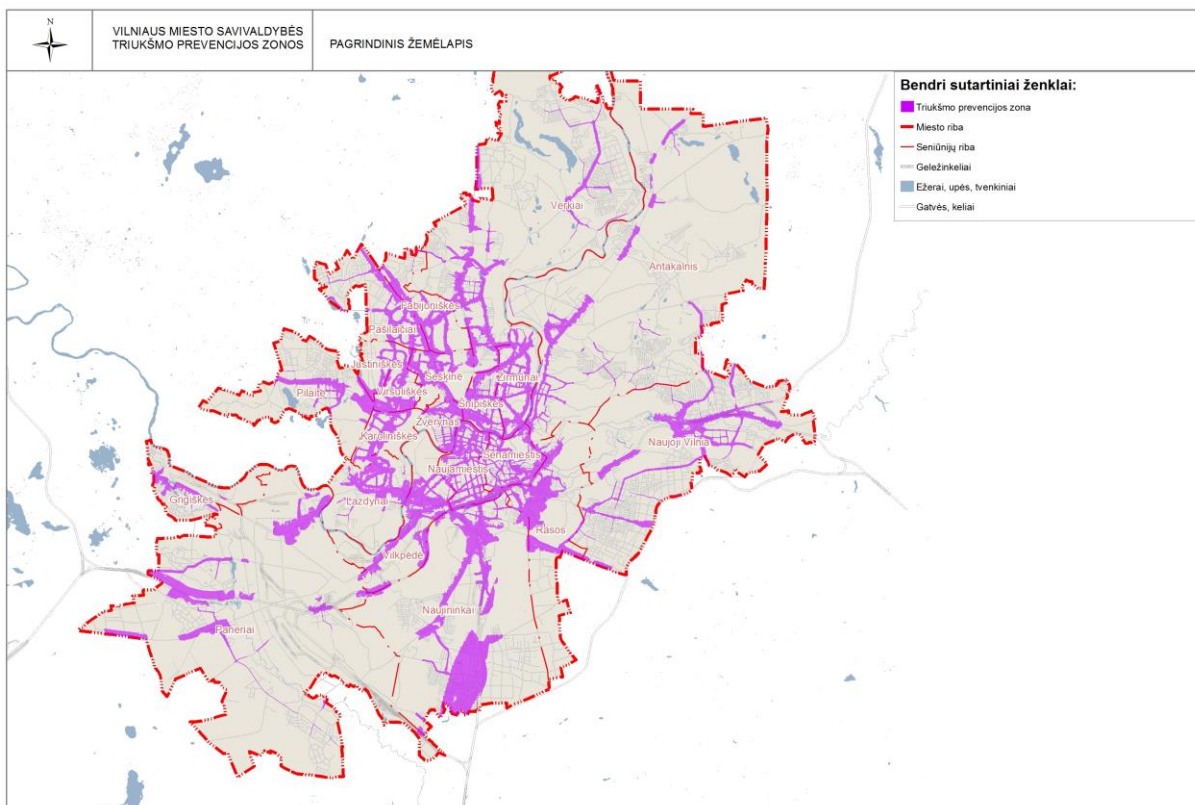 N
VILNIAUS MIESTO SAVIVALDYBĖS
TRIUKŠMO PREVENCIJOS ZONOS
PAGRINDINIS ŽEMĖLAPIS
Bendri sutartiniai ženklai:
Triukšmo prevencijos zona
Miesto riba
Seniūnijų riba
Geležinkeliai
Ežerai, upės, tvenkiniai
Gatvės, keliai
Verkiai
Antakalnis
Fabijoniškės
Pašilaičiai
Justiniškės
Šeškinė
Žirmūnai
Pilaitė
Viršuliškės
Šnipiškės
Žvėrynas
Karoliniškės
Naujoji Vilnia
Senamiestis
Naujamiestis
Grigiškės
Lazdynai
Rasos
Vilkpėdė
Naujininkai
Paneriai